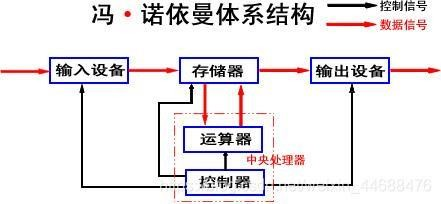 冯·诺依曼体系结构
控制信号
数据信号
输入设备
存储器
输出设备
运算器
中央处理器
控制器